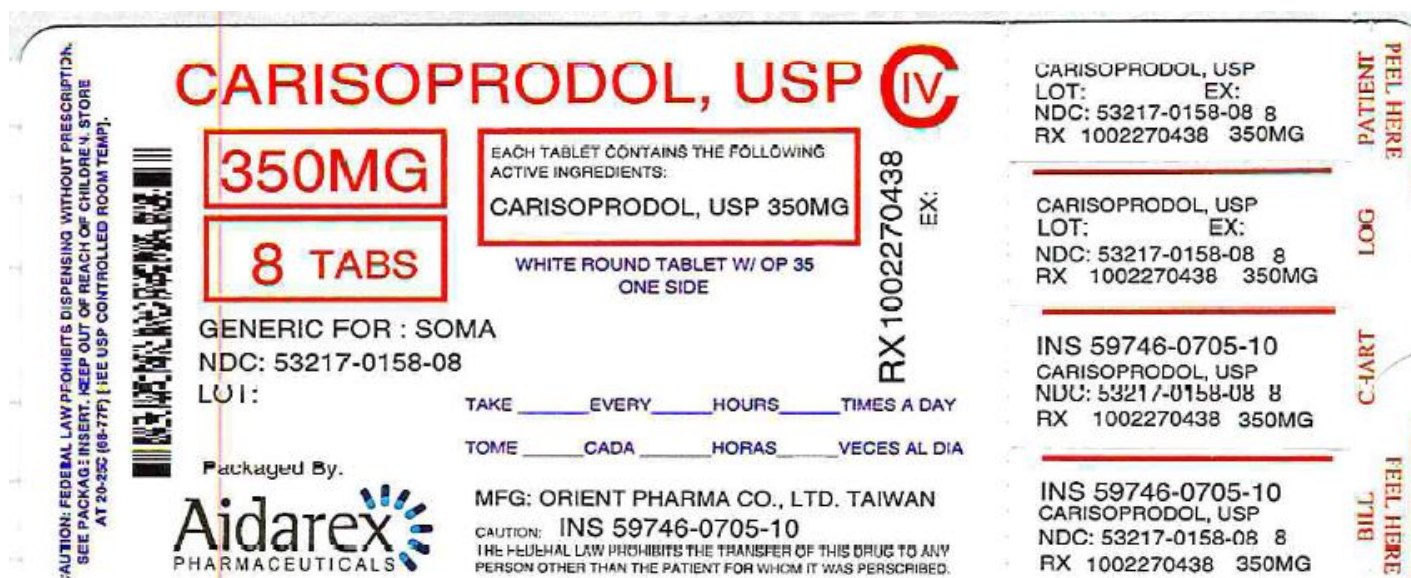 CAUTION: FEDERAL LAW PROHIBITS DISPENSING WITHOUT PRESCRIPTION.
SEE PACKAGE INSERT. KEEP OUT OF REACH OF CHILDREN. STORE
AT 20-25C (68-77F) [SEE USP CONTROLLED ROOM TEMP].
CARISOPRODOL, USP CIV
350MG
8 TABS
EACH TABLET CONTAINS THE FOLLOWING
ACTIVE INGREDIENTS:
CARISOPRODOL, USP 350MG
WHITE ROUND TABLET W/ OP 35
ONE SIDE
GENERIC FOR : SOMA
NDC: 53217-0158-08
LOT:
RX 1002270438
EX:
TAKE ______EVERY______HOURS______TIMES A DAY
TOME ______CADA______HORAS______VECES AL DIA
Packaged By:
Aidarex
PHARMACEUTICALS
MFG: ORIENT PHARMA CO., LTD. TAIWAN
CAUTION: INS 59746-0705-10
THE FEDERAL LAW PROHIBITS THE TRANSFER OF THIS DRUG TO ANY
PERSON OTHER THAN THE PATIENT FOR WHOM IT WAS PERSCRIBED.
CARISOPRODOL, USP
LOT: EX:
NDC: 53217-0158-08 8
RX 1002270438 350MG
PATIENT
PEEL HERE
CARISOPRODOL, USP
LOT: EX:
NDC: 53217-0158-08 8
RX 1002270438 350MG
LOG
INS 59746-0705-10
CARISOPRODOL, USP
NDC: 53217-0158-08 8
RX 1002270438 350MG
CHART
INS 59746-0705-10
CARISOPRODOL, USP
NDC: 53217-0158-08 8
RX 1002270438 350MG
BILL
PEEL HERE